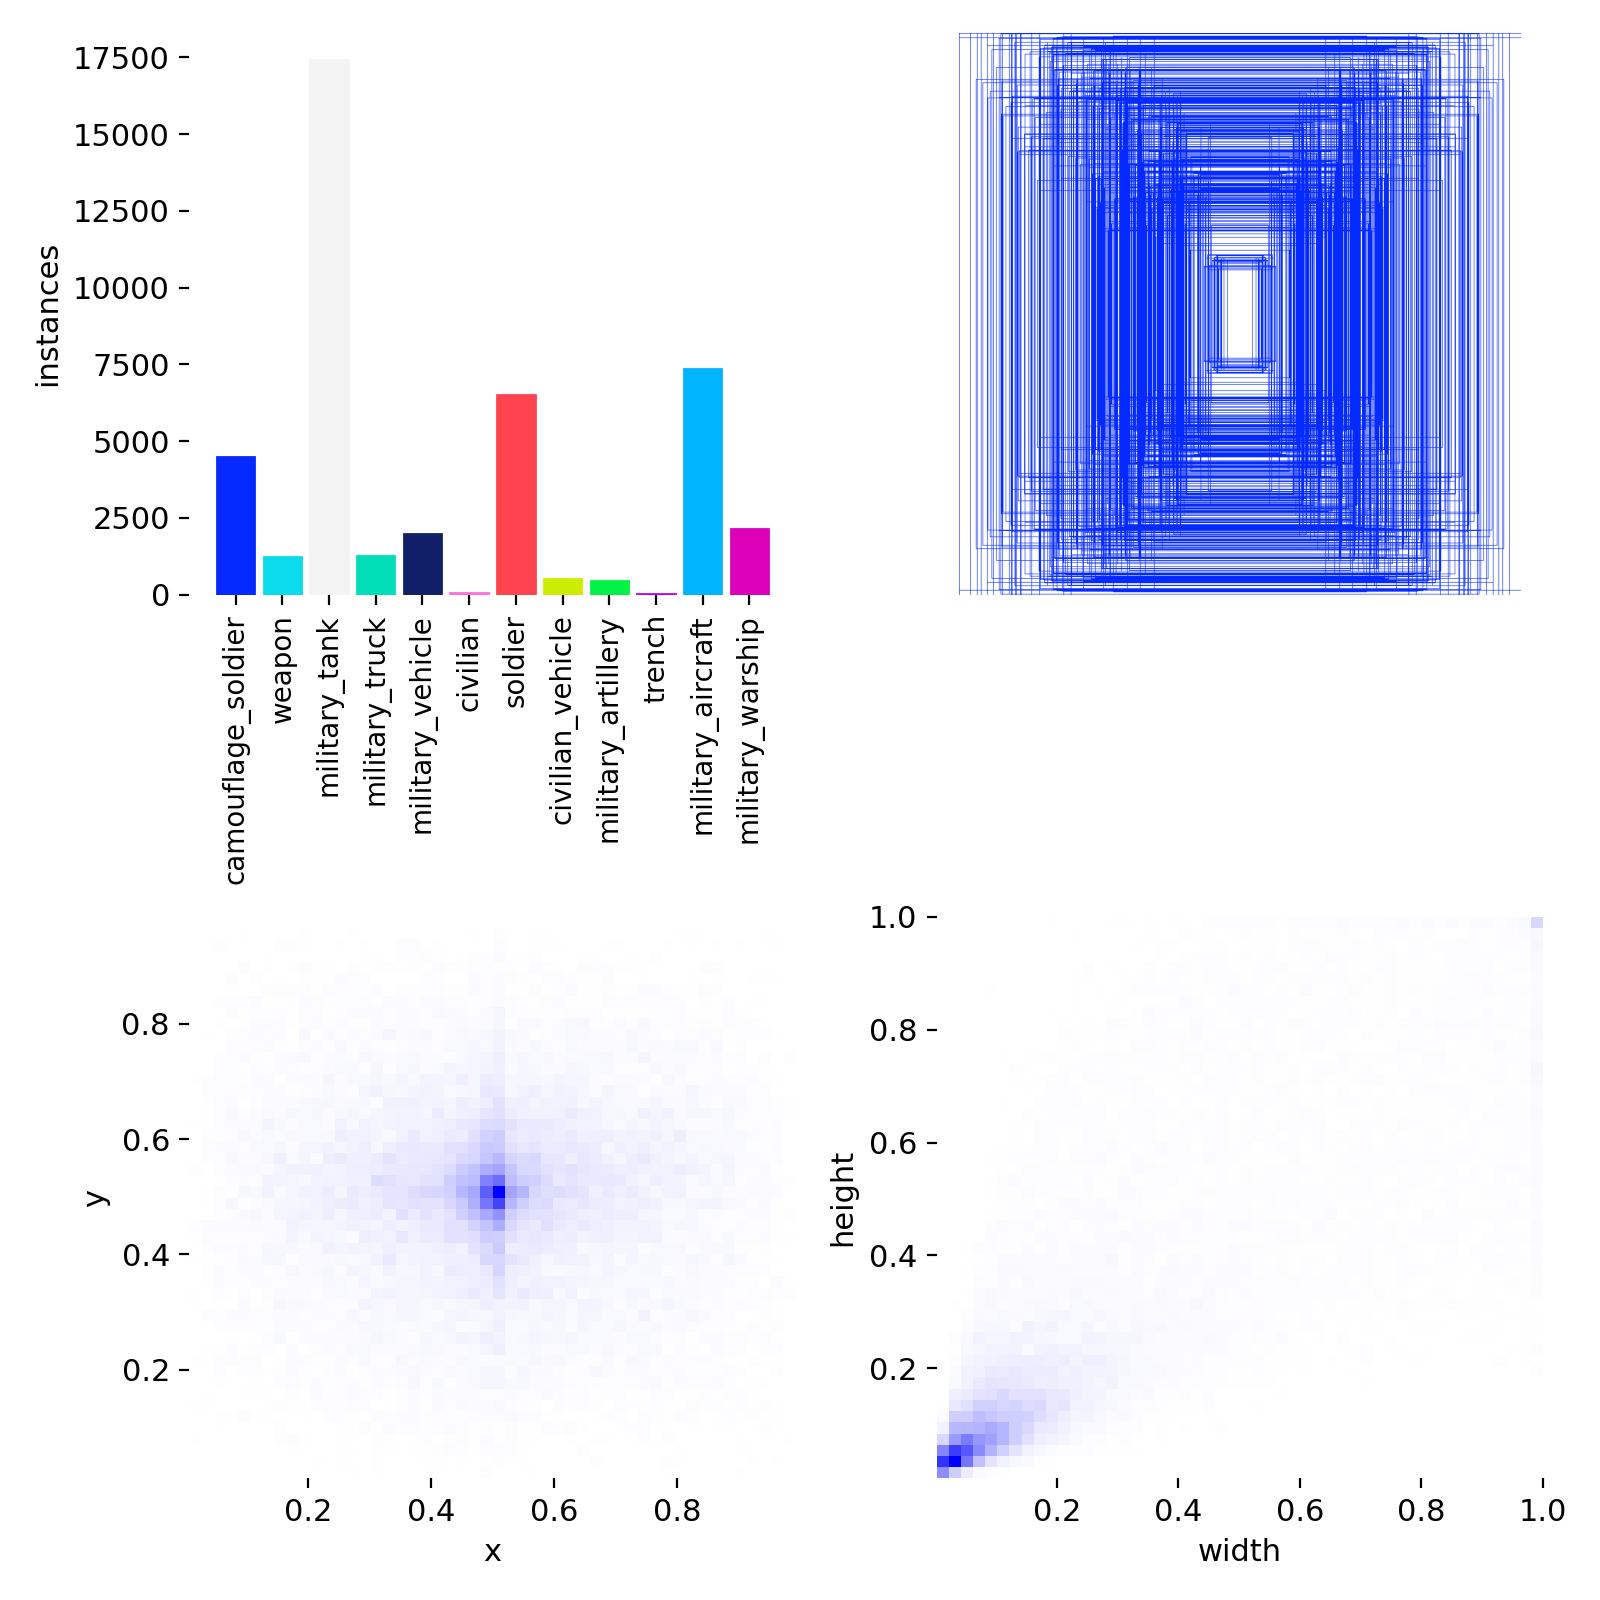 17500
15000
12500
10000
7500
5000
2500
0
instances
camouflage_soldier
weapon
military_tank
military_truck
military_vehicle
civilian
soldier
civilian_vehicle
military_artillery
trench
military_aircraft
military_warship
0.8
0.6
0.4
0.2
y
0.2 0.4 0.6 0.8
x
1.0
0.8
0.6
0.4
0.2
height
0.2 0.4 0.6 0.8 1.0
width